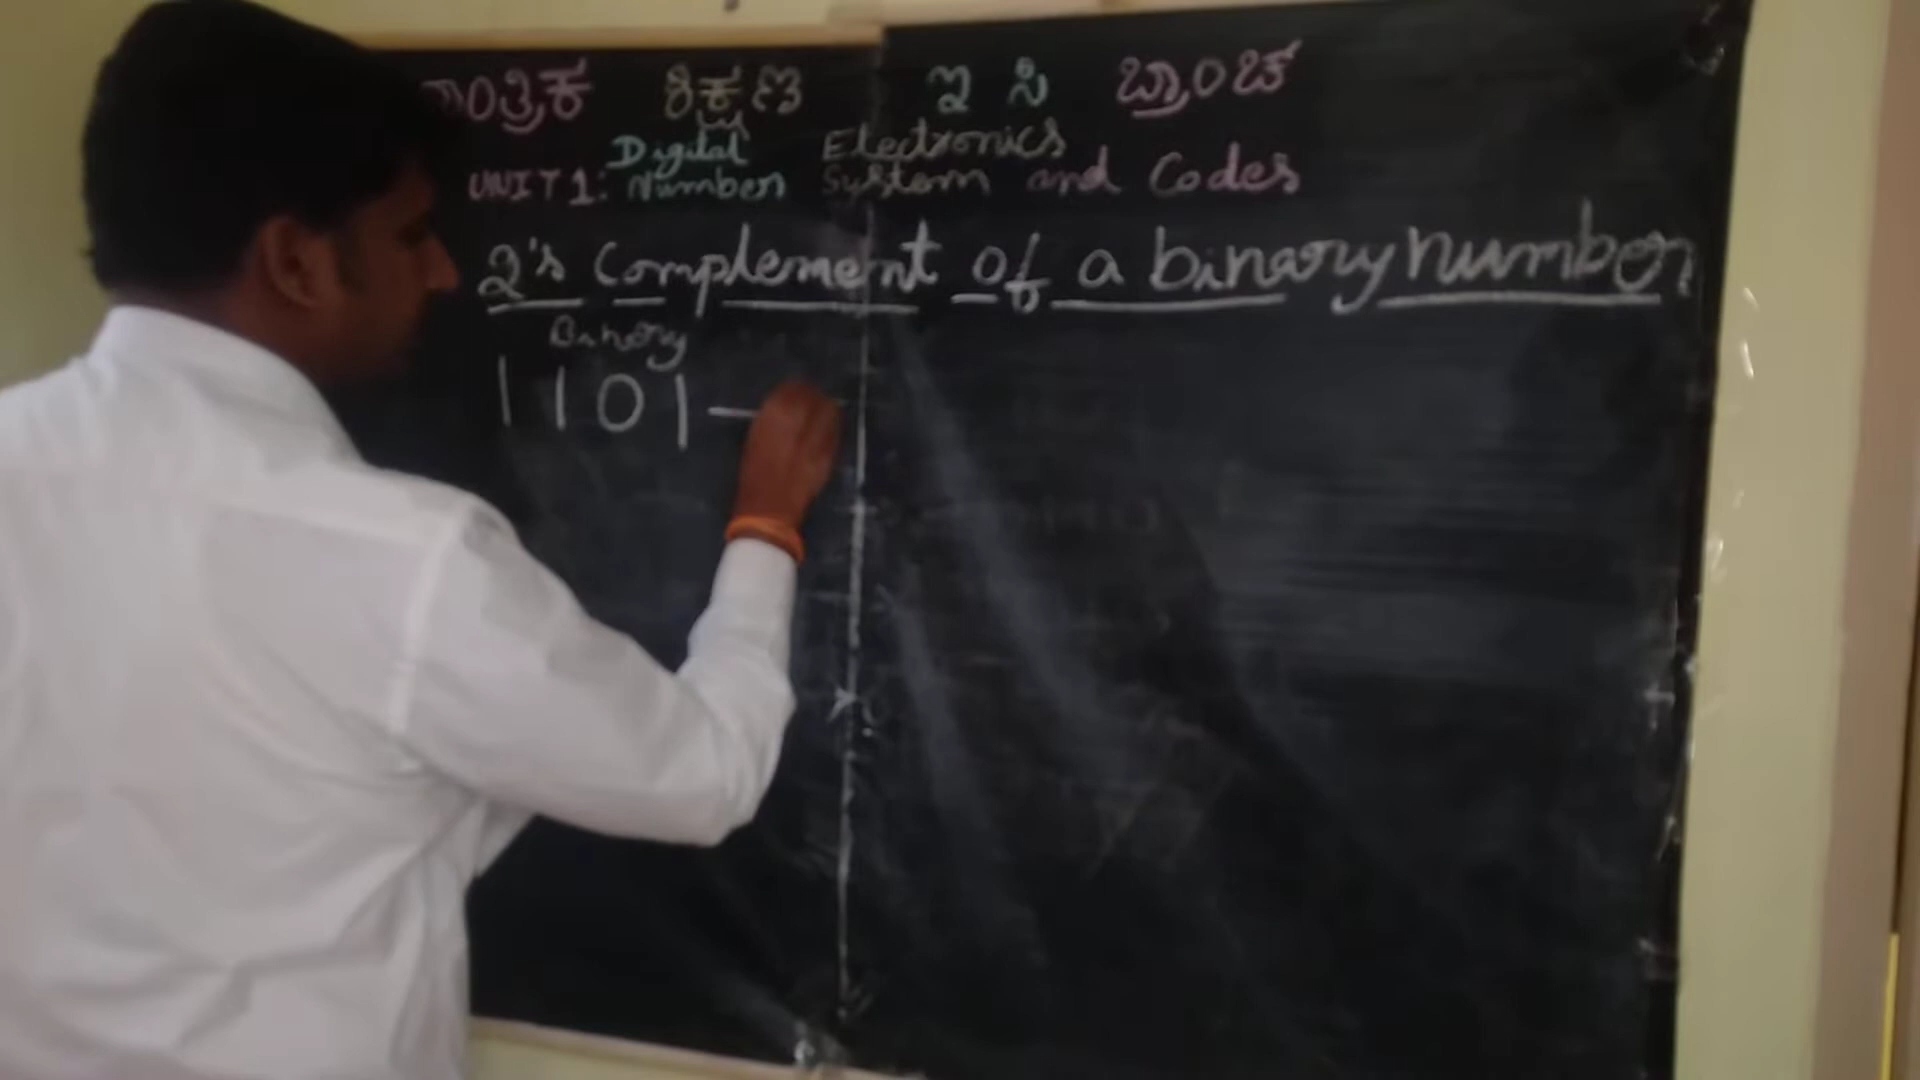 ಾಂತ್ರಿಕ ಶಿಕ್ಷಣ ಇ ಸಿ ಬ್ರಾಂಚ್
Digital Electronics
UNIT 1: Number System and Codes
2's Complement of a binary number
Binary
1101 —